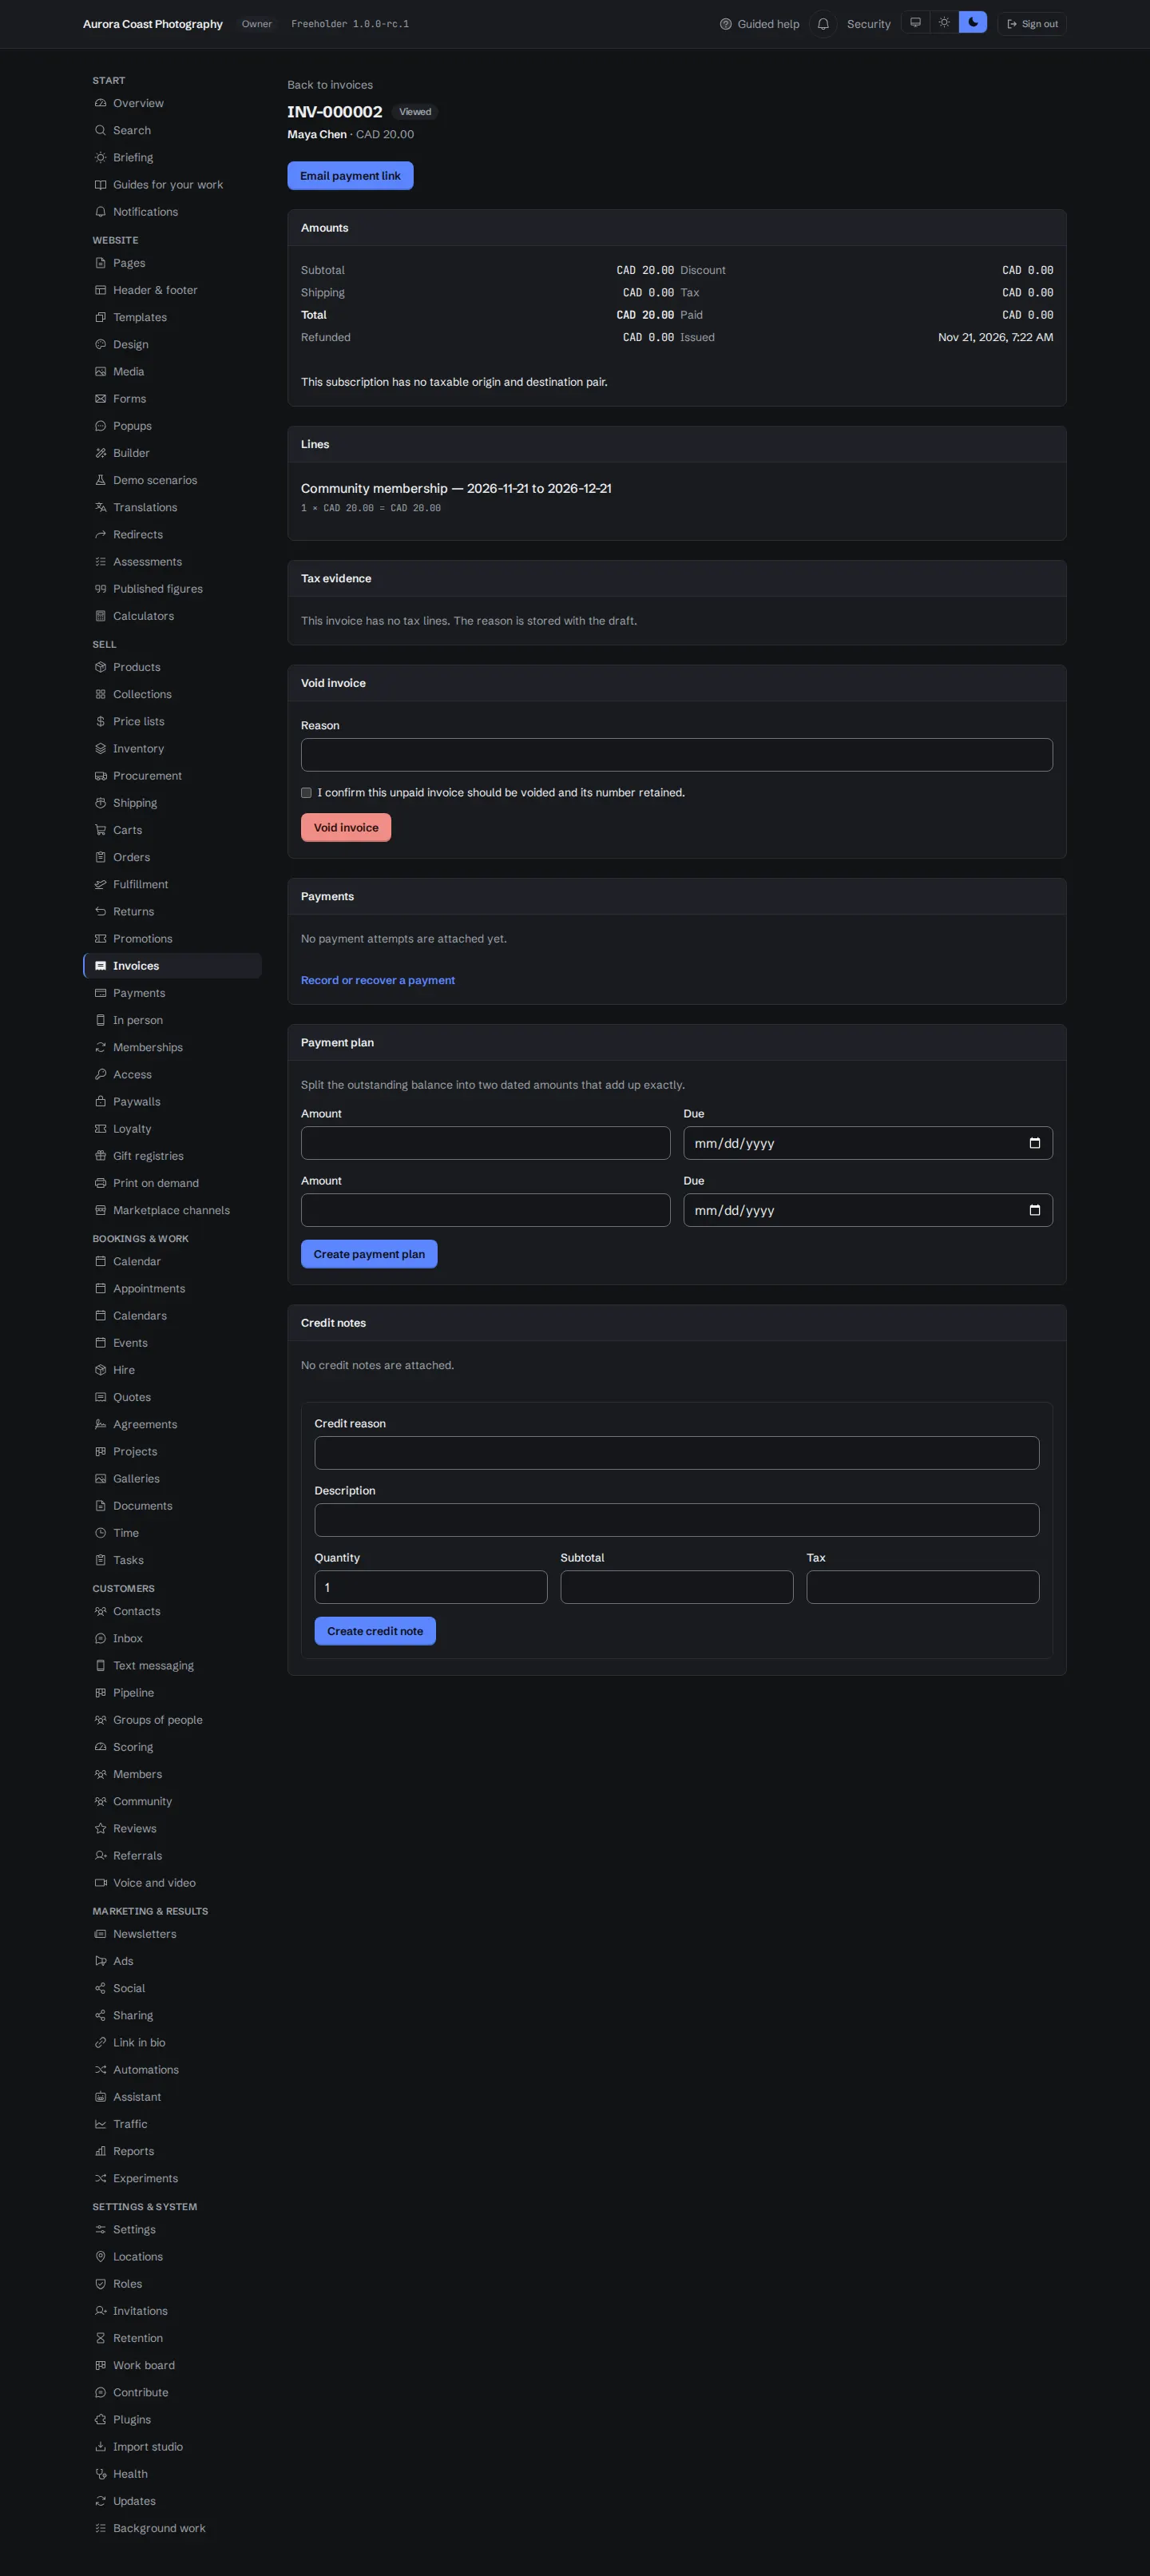 Aurora Coast Photography Owner Freeholder 1.0.0-rc.1 Guided help Security Sign out
START
Overview
Search
Briefing
Guides for your work
Notifications
WEBSITE
Pages
Header & footer
Templates
Design
Media
Forms
Popups
Builder
Demo scenarios
Translations
Redirects
Assessments
Published figures
Calculators
SELL
Products
Collections
Price lists
Inventory
Procurement
Shipping
Carts
Orders
Fulfillment
Returns
Promotions
Invoices
Payments
In person
Memberships
Access
Paywalls
Loyalty
Gift registries
Print on demand
Marketplace channels
BOOKINGS & WORK
Calendar
Appointments
Calendars
Events
Hire
Quotes
Agreements
Projects
Galleries
Documents
Time
Tasks
CUSTOMERS
Contacts
Inbox
Text messaging
Pipeline
Groups of people
Scoring
Members
Community
Reviews
Referrals
Voice and video
MARKETING & RESULTS
Newsletters
Ads
Social
Sharing
Link in bio
Automations
Assistant
Traffic
Reports
Experiments
SETTINGS & SYSTEM
Settings
Locations
Roles
Invitations
Retention
Work board
Contribute
Plugins
Import studio
Health
Updates
Background work
Back to invoices
INV-000002 Viewed
Maya Chen · CAD 20.00
Email payment link
Amounts
Subtotal CAD 20.00 Discount CAD 0.00
Shipping CAD 0.00 Tax CAD 0.00
Total CAD 20.00 Paid CAD 0.00
Refunded CAD 0.00 Issued Nov 21, 2026, 7:22 AM
This subscription has no taxable origin and destination pair.
Lines
Community membership — 2026-11-21 to 2026-12-21
1 × CAD 20.00 = CAD 20.00
Tax evidence
This invoice has no tax lines. The reason is stored with the draft.
Void invoice
Reason
I confirm this unpaid invoice should be voided and its number retained.
Void invoice
Payments
No payment attempts are attached yet.
Record or recover a payment
Payment plan
Split the outstanding balance into two dated amounts that add up exactly.
Amount Due
mm/dd/yyyy
Amount Due
mm/dd/yyyy
Create payment plan
Credit notes
No credit notes are attached.
Credit reason
Description
Quantity Subtotal Tax
1
Create credit note